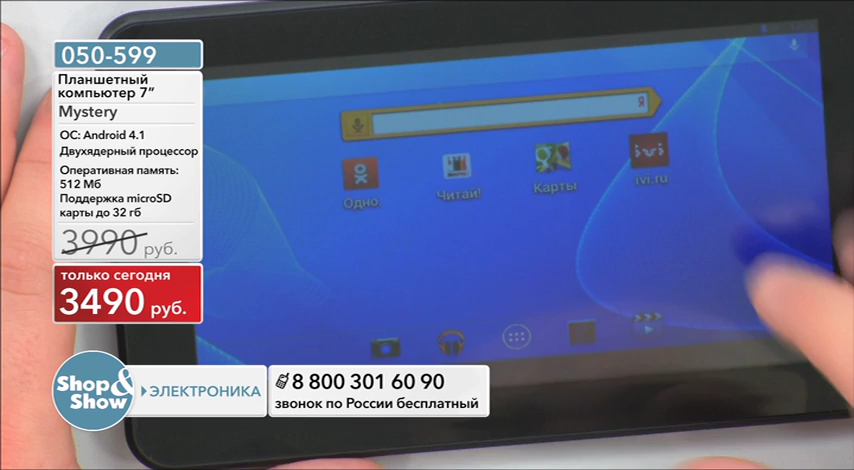 050-599
Планшетный
компьютер 7”
Mystery
ОС: Android 4.1
Двухядерный процессор
Оперативная память:
512 Мб
Поддержка microSD
карты до 32 гб
3990 руб.
только сегодня
3490 руб.
Shop&
Show
ЭЛЕКТРОНИКА
8 800 301 60 90
звонок по России бесплатный
Я
Одно
Читай!
Карты
ivi
ivi.ru